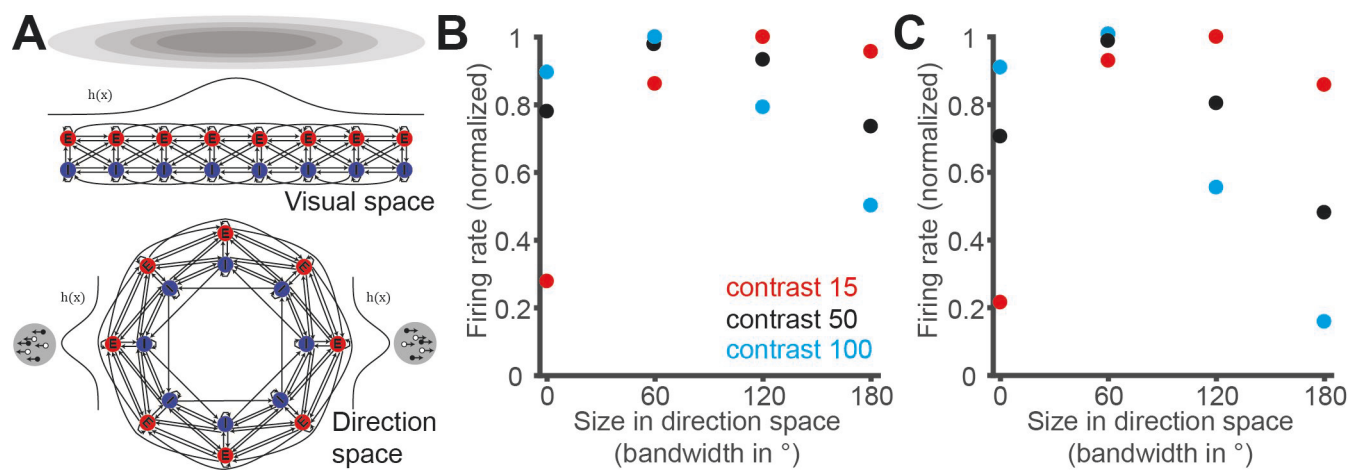 A
h(x)
E E E E E E E E
I I I I I I I I
Visual space
E
E E
I
I I
h(x) h(x)
E I I E
I I
I
E E
E
Direction
space
B
Firing rate (normalized)
1
0.8
0.6
0.4
0.2
0
contrast 15
contrast 50
contrast 100
0 60 120 180
Size in direction space
(bandwidth in °)
C
Firing rate (normalized)
1
0.8
0.6
0.4
0.2
0
0 60 120 180
Size in direction space
(bandwidth in °)